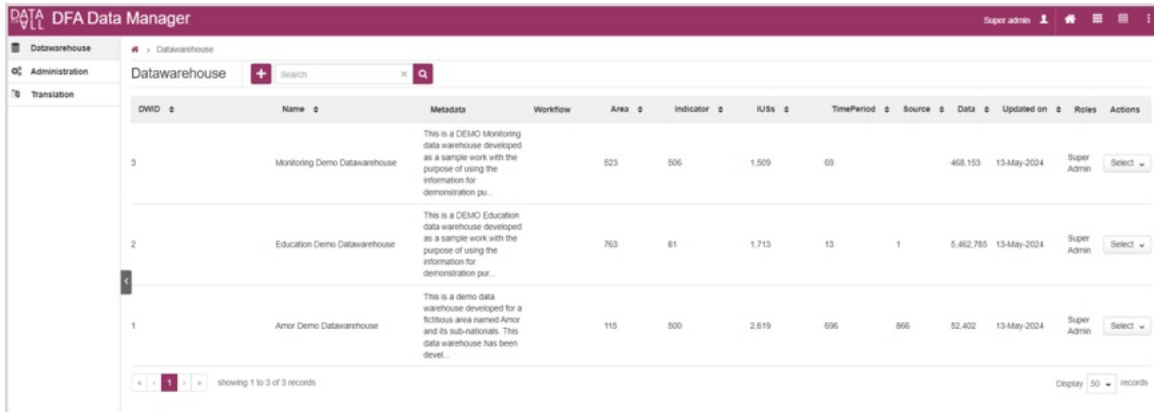 DATA
FOR
ALL
DFA Data Manager
Super admin
Datawarehouse
Administration
Translation
> Datawarehouse
Datawarehouse
+ Search × 
DWID Name Metadata Workflow Area Indicator IUSs TimePeriod Source Data Updated on Roles Actions
This is a DEMO Monitoring
data warehouse developed
as a sample work with the
purpose of using the
information for
demonstration pu...
3 Monitoring Demo Datawarehouse 523 506 1,509 69 468,153 13-May-2024 Super Admin Select
This is a DEMO Education
data warehouse developed
as a sample work with the
purpose of using the
information for
demonstration pur...
2 Education Demo Datawarehouse 763 81 1,713 13 1 5,462,785 13-May-2024 Super Admin Select
This is a demo data
warehouse developed for a
fictitious area named Amor
and its sub-nationals. This
data warehouse has been
devel...
1 Amor Demo Datawarehouse 115 500 2,619 696 866 52,402 13-May-2024 Super Admin Select
« ‹ 1 › » showing 1 to 3 of 3 records
Display 50 records